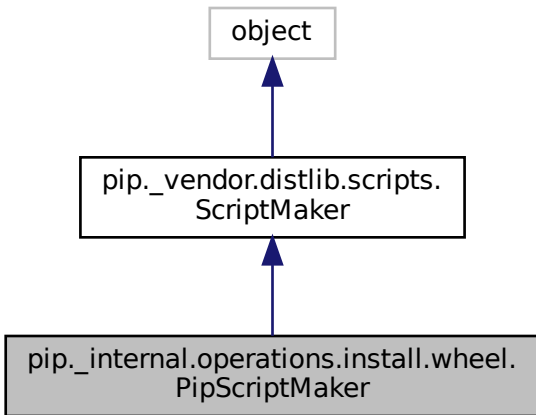 object
pip._vendor.distlib.scripts.
ScriptMaker
pip._internal.operations.install.wheel.
PipScriptMaker